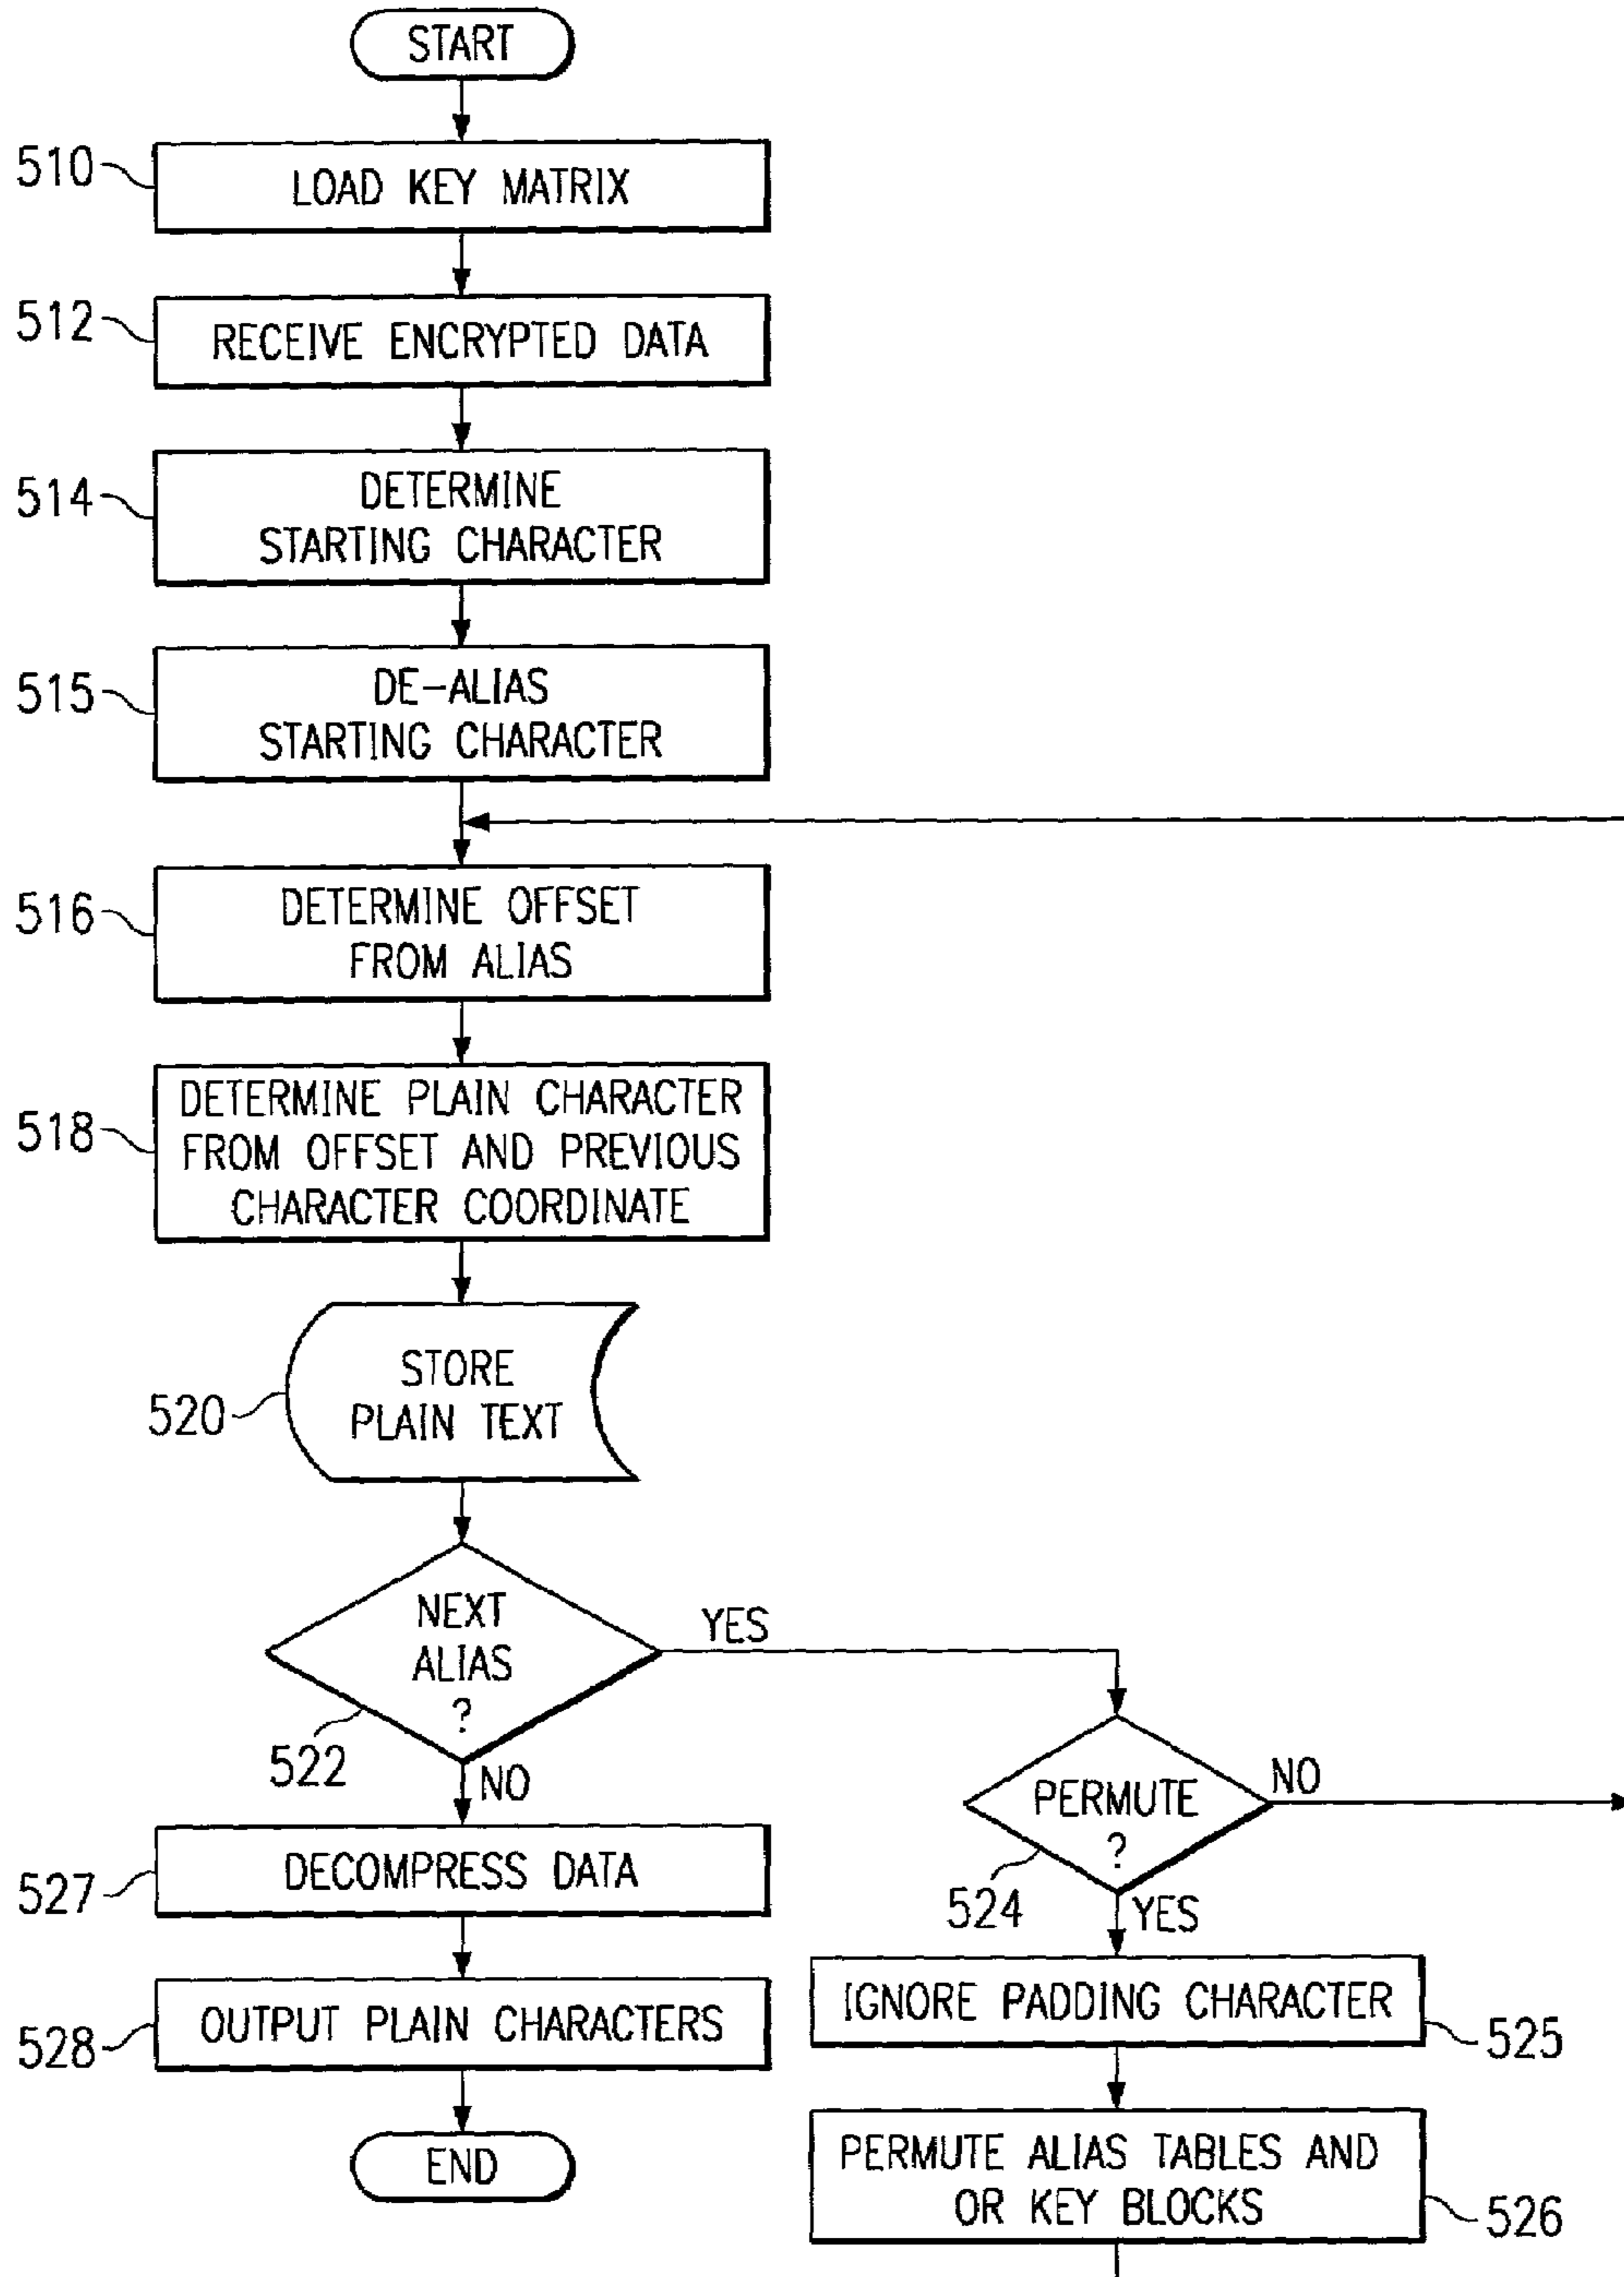 START
510
LOAD KEY MATRIX
512
RECEIVE ENCRYPTED DATA
514
DETERMINE
STARTING CHARACTER
515
DE-ALIAS
STARTING CHARACTER
516
DETERMINE OFFSET
FROM ALIAS
518
DETERMINE PLAIN CHARACTER
FROM OFFSET AND PREVIOUS
CHARACTER COORDINATE
520
STORE
PLAIN TEXT
NEXT
ALIAS
?
522
YES
NO
PERMUTE
?
524
NO
YES
527
DECOMPRESS DATA
IGNORE PADDING CHARACTER
525
528
OUTPUT PLAIN CHARACTERS
PERMUTE ALIAS TABLES AND
OR KEY BLOCKS
526
END